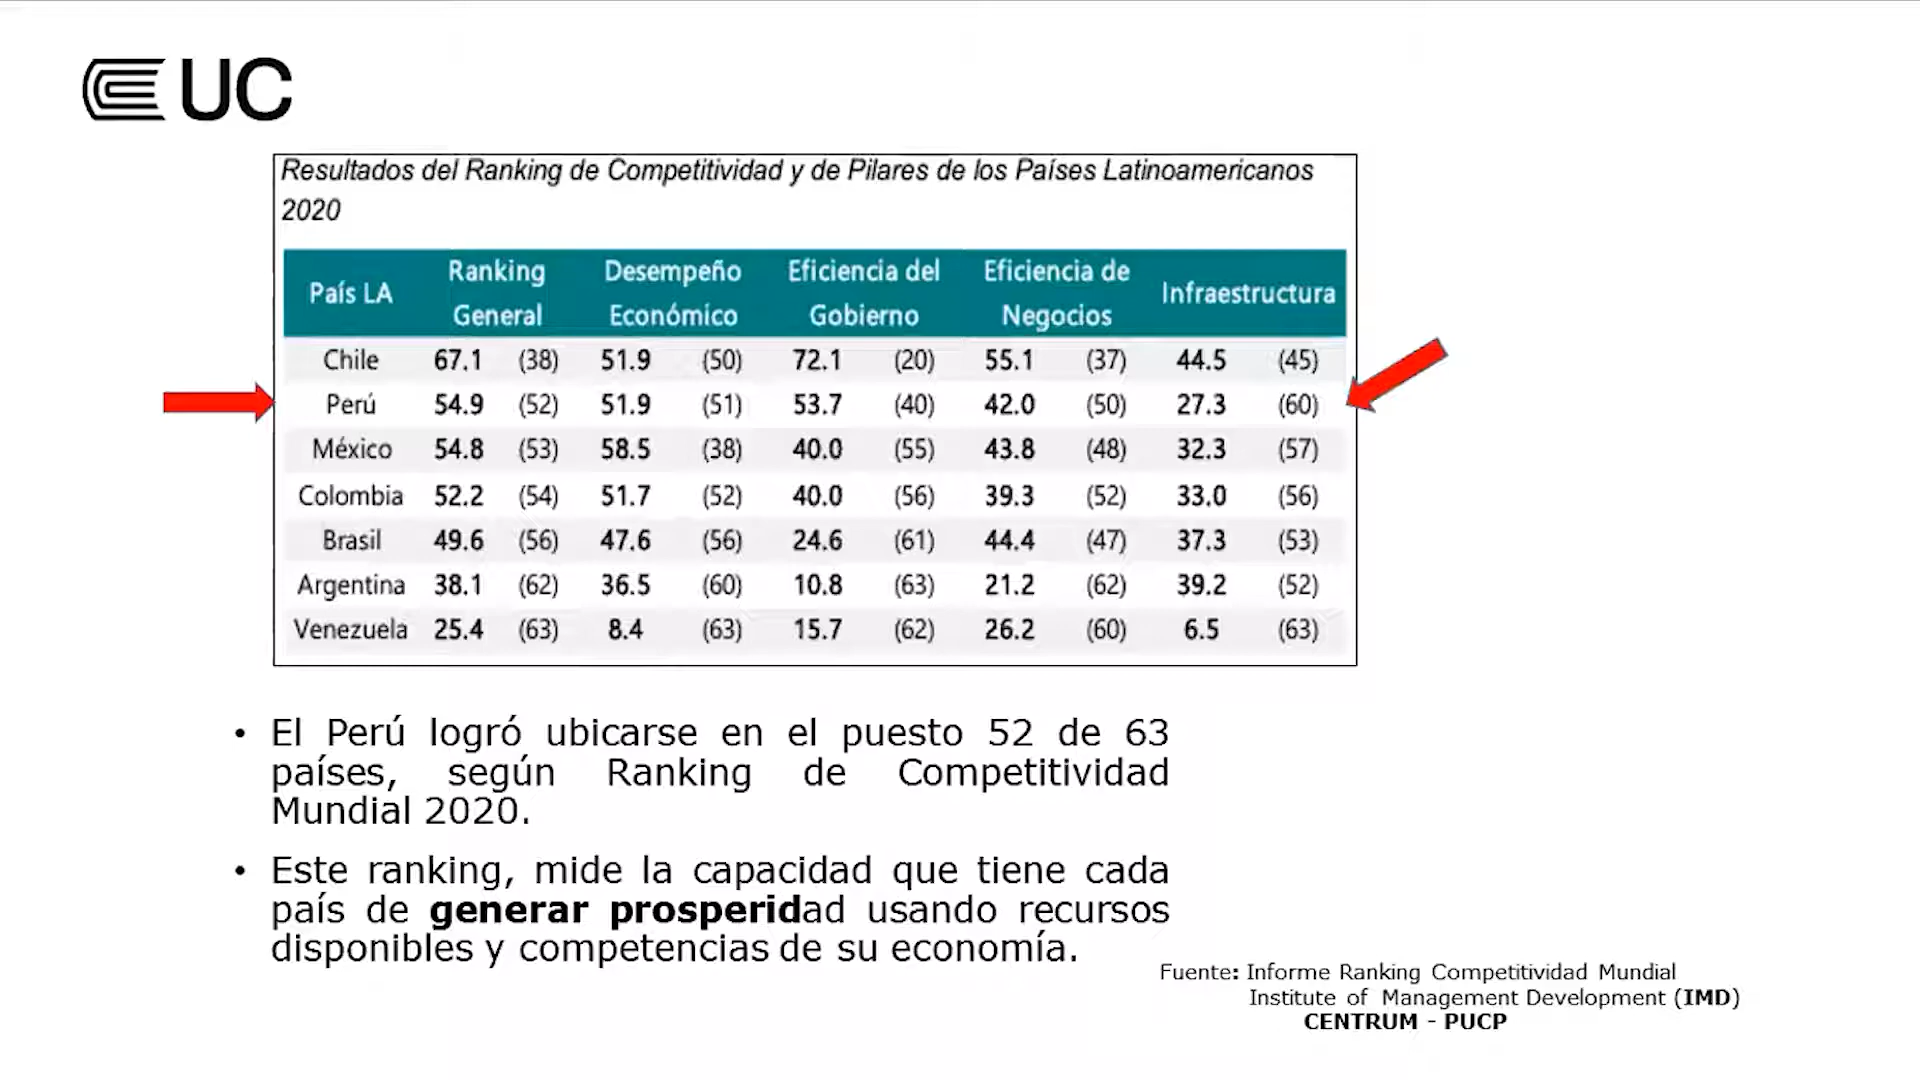 UC
Resultados del Ranking de Competitividad y de Pilares de los Países Latinoamericanos
2020
País LA Ranking General Desempeño Económico Eficiencia del Gobierno Eficiencia de Negocios Infraestructura
Chile 67.1 (38) 51.9 (50) 72.1 (20) 55.1 (37) 44.5 (45)
Perú 54.9 (52) 51.9 (51) 53.7 (40) 42.0 (50) 27.3 (60)
México 54.8 (53) 58.5 (38) 40.0 (55) 43.8 (48) 32.3 (57)
Colombia 52.2 (54) 51.7 (52) 40.0 (56) 39.3 (52) 33.0 (56)
Brasil 49.6 (56) 47.6 (56) 24.6 (61) 44.4 (47) 37.3 (53)
Argentina 38.1 (62) 36.5 (60) 10.8 (63) 21.2 (62) 39.2 (52)
Venezuela 25.4 (63) 8.4 (63) 15.7 (62) 26.2 (60) 6.5 (63)
• El Perú logró ubicarse en el puesto 52 de 63
países, según Ranking de Competitividad
Mundial 2020.
• Este ranking, mide la capacidad que tiene cada
país de generar prosperidad usando recursos
disponibles y competencias de su economía.
Fuente: Informe Ranking Competitividad Mundial
Institute of Management Development (IMD)
CENTRUM - PUCP